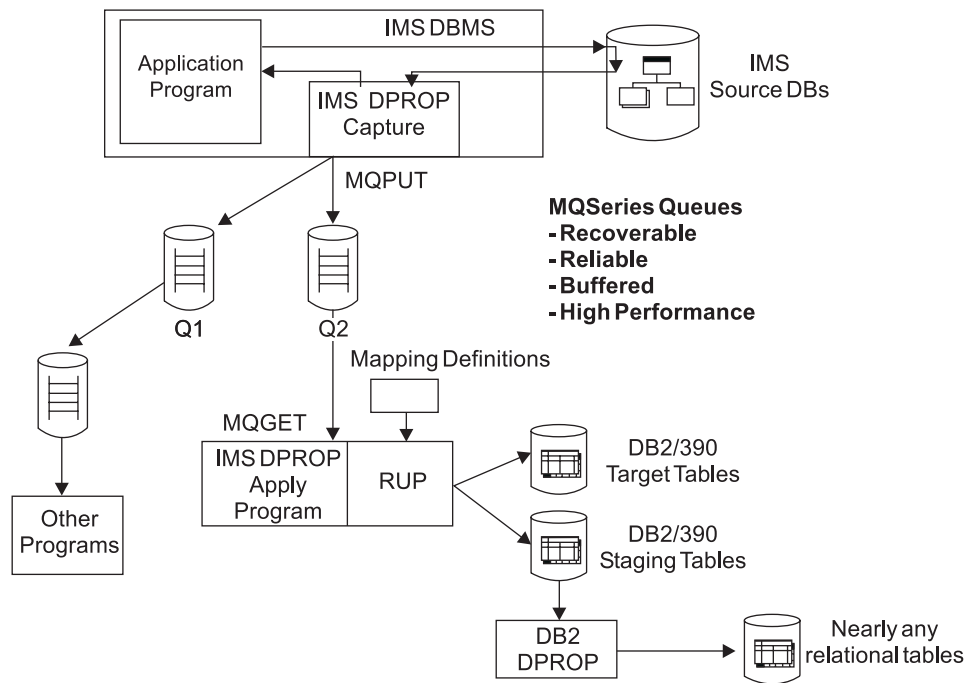 IMS DBMS
Application
Program
IMS DPROP
Capture
IMS
Source DBs
MQPUT
MQSeries Queues
- Recoverable
- Reliable
- Buffered
- High Performance
Q1
Q2
Mapping Definitions
MQGET
IMS DPROP
Apply
Program
RUP
DB2/390
Target Tables
Other
Programs
DB2/390
Staging Tables
DB2
DPROP
Nearly any
relational tables